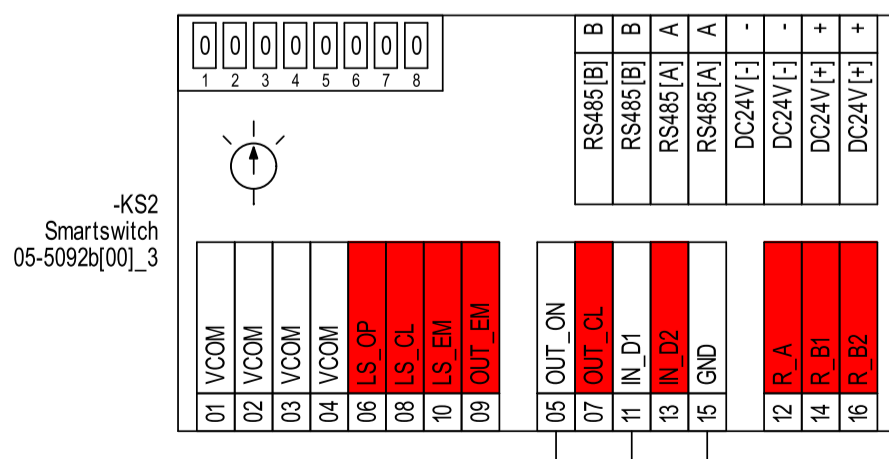 0 0 0 0 0 0 0 0
1 2 3 4 5 6 7 8
B B A A - - + +
RS485[B] RS485[B] RS485[A] RS485[A] DC24V[-] DC24V[-] DC24V[+] DC24V[+]
-KS2
Smartswitch
05-5092b[00]_3
VCOM VCOM VCOM VCOM LS_OP LS_CL LS_EM OUT_EM OUT_ON OUT_CL IN_D1 IN_D2 GND R_A R_B1 R_B2
01 02 03 04 06 08 10 09 05 07 11 13 15 12 14 16